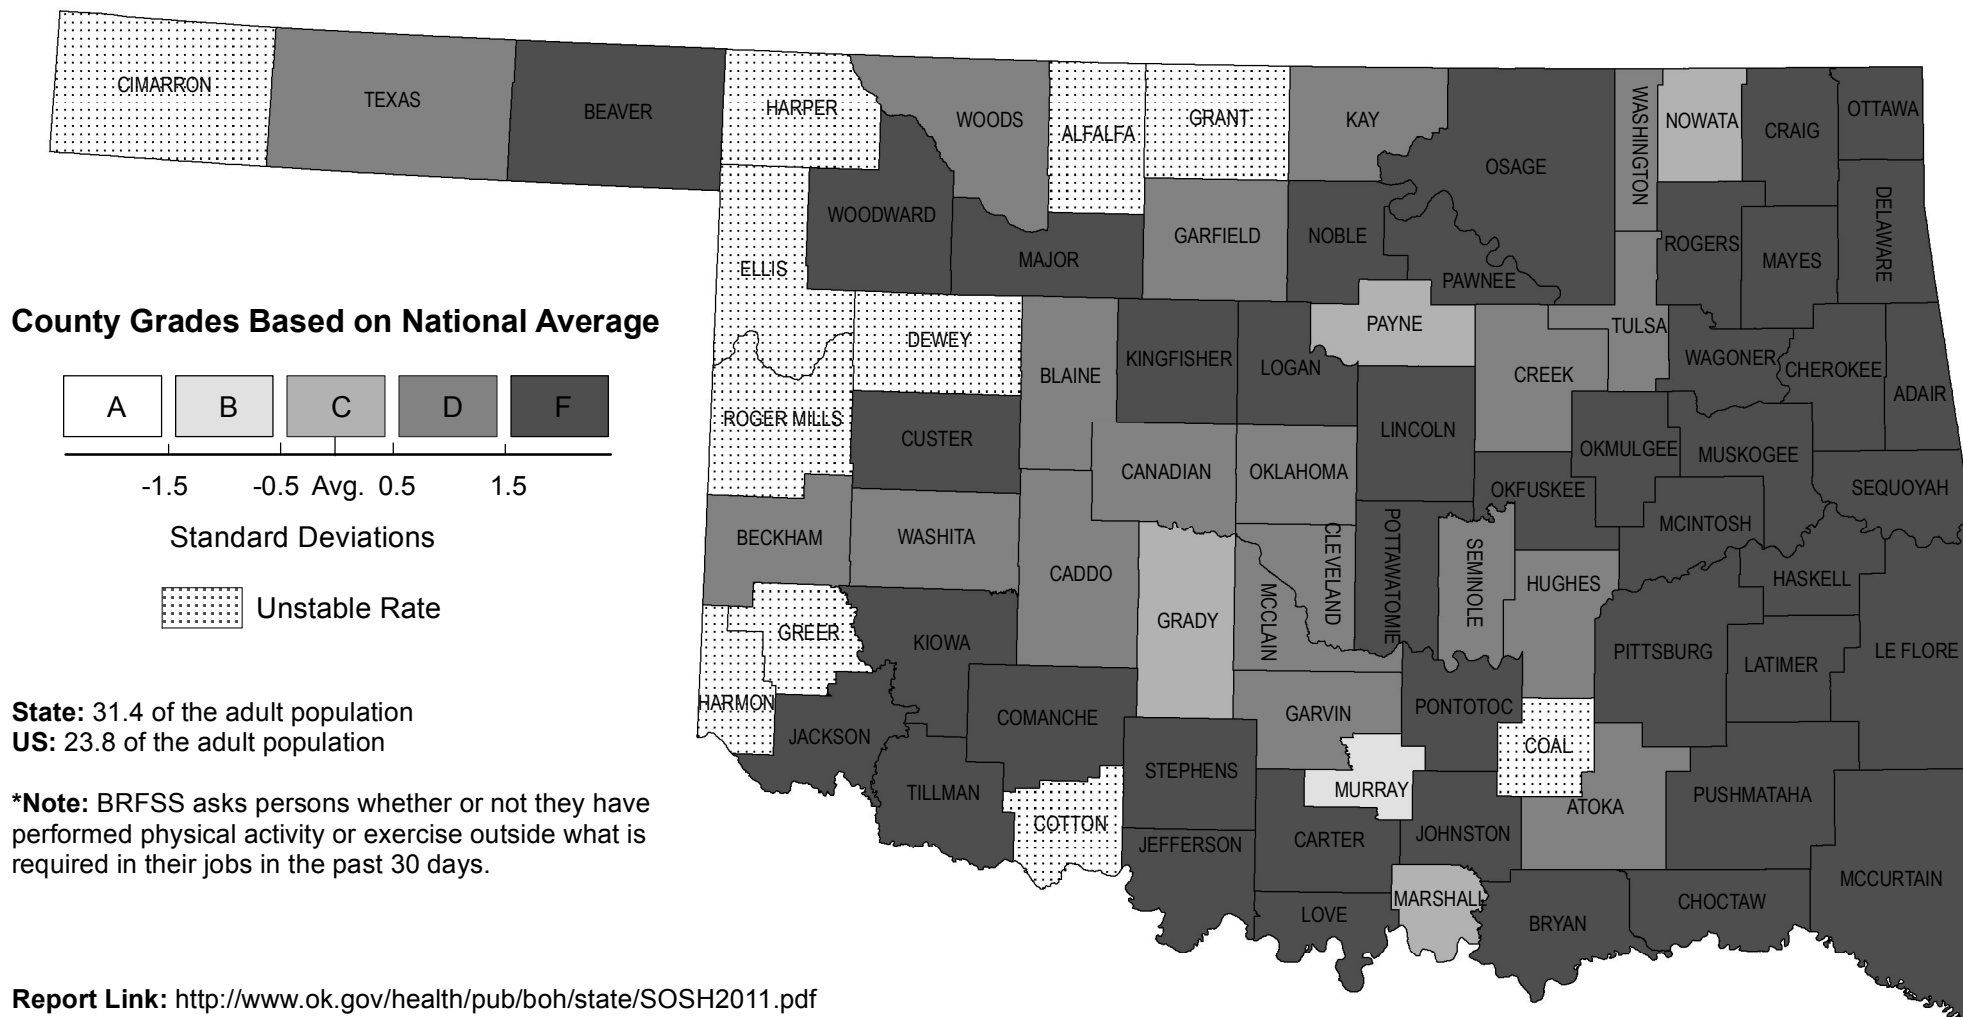 CIMARRON
TEXAS
BEAVER
HARPER
WOODS
ALFALFA
GRANT
KAY
OSAGE
WASHINGTON
NOWATA
CRAIG
OTTAWA
WOODWARD
MAJOR
GARFIELD
NOBLE
PAWNEE
ROGERS
MAYES
DELAWARE
ELLIS
DEWEY
BLAINE
KINGFISHER
LOGAN
PAYNE
CREEK
TULSA
WAGONER
CHEROKEE
ADAIR
ROGER MILLS
CUSTER
CANADIAN
OKLAHOMA
LINCOLN
OKFUSKEE
OKMULGEE
MUSKOGEE
SEQUOYAH
BECKHAM
WASHITA
CADDO
GRADY
MCCLAIN
CLEVELAND
POTTAWATOMIE
SEMINOLE
HUGHES
MCINTOSH
HASKELL
HARMON
GREER
KIOWA
PITTSBURG
LATIMER
LE FLORE
JACKSON
TILLMAN
COMANCHE
COTTON
STEPHENS
GARVIN
MURRAY
PONTOTOC
COAL
ATOKA
PUSHMATAHA
JEFFERSON
CARTER
JOHNSTON
LOVE
MARSHALL
BRYAN
CHOCTAW
MCCURTAIN
County Grades Based on National Average
A B C D F
-1.5 -0.5 Avg. 0.5 1.5
Standard Deviations
Unstable Rate
State: 31.4 of the adult population
US: 23.8 of the adult population
*Note: BRFSS asks persons whether or not they have
performed physical activity or exercise outside what is
required in their jobs in the past 30 days.
Report Link: http://www.ok.gov/health/pub/boh/state/SOSH2011.pdf